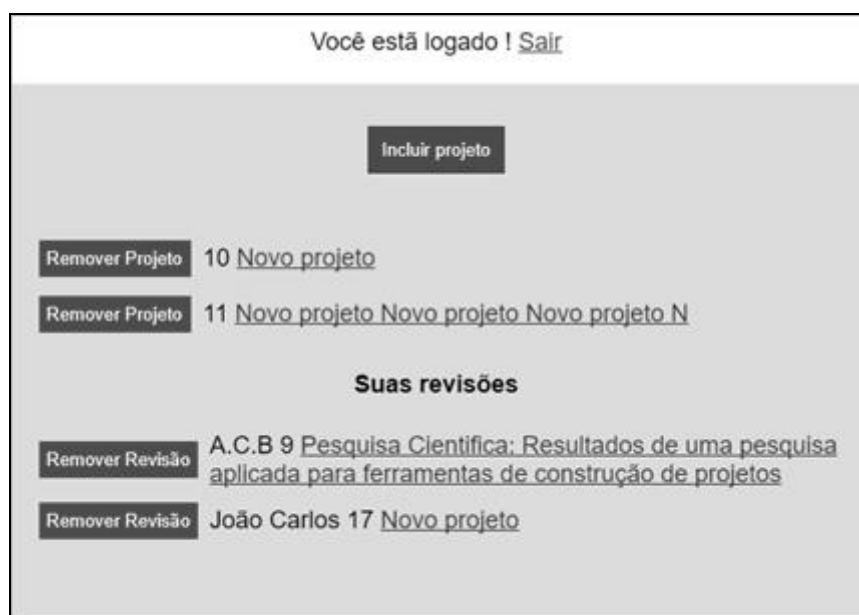 Você estã logado ! Sair
Incluir projeto
Remover Projeto 10 Novo projeto
Remover Projeto 11 Novo projeto Novo projeto Novo projeto N
Suas revisões
Remover Revisão A.C.B 9 Pesquisa Cientifica: Resultados de uma pesquisa
aplicada para ferramentas de construção de projetos
Remover Revisão João Carlos 17 Novo projeto